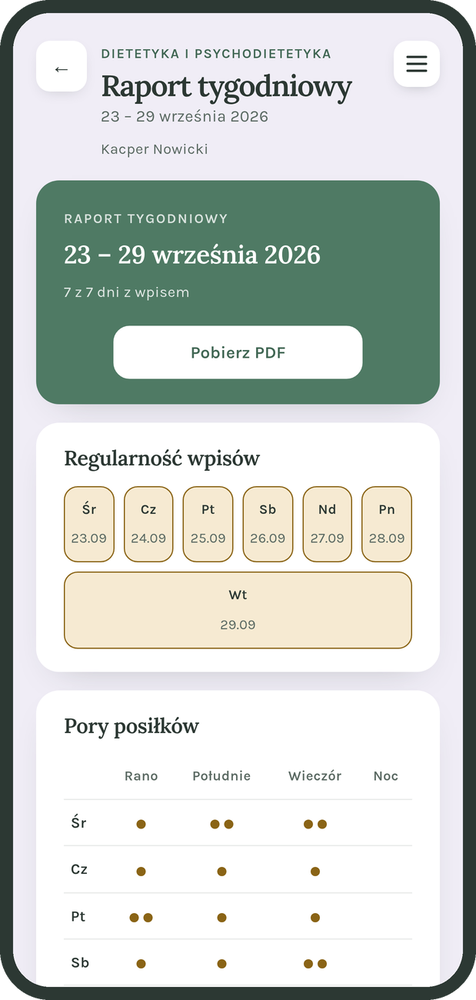 DIETETYKA I PSYCHODIETETYKA
←
Raport tygodniowy
23 – 29 września 2026
Kacper Nowicki
RAPORT TYGODNIOWY
23 – 29 września 2026
7 z 7 dni z wpisem
Pobierz PDF
Regularność wpisów
Śr Cz Pt Sb Nd Pn
23.09 24.09 25.09 26.09 27.09 28.09
Wt
29.09
Pory posiłków
Rano Południe Wieczór Noc
Śr ● ●● ●●
Cz ● ● ●
Pt ●● ● ●
Sb ● ● ●●